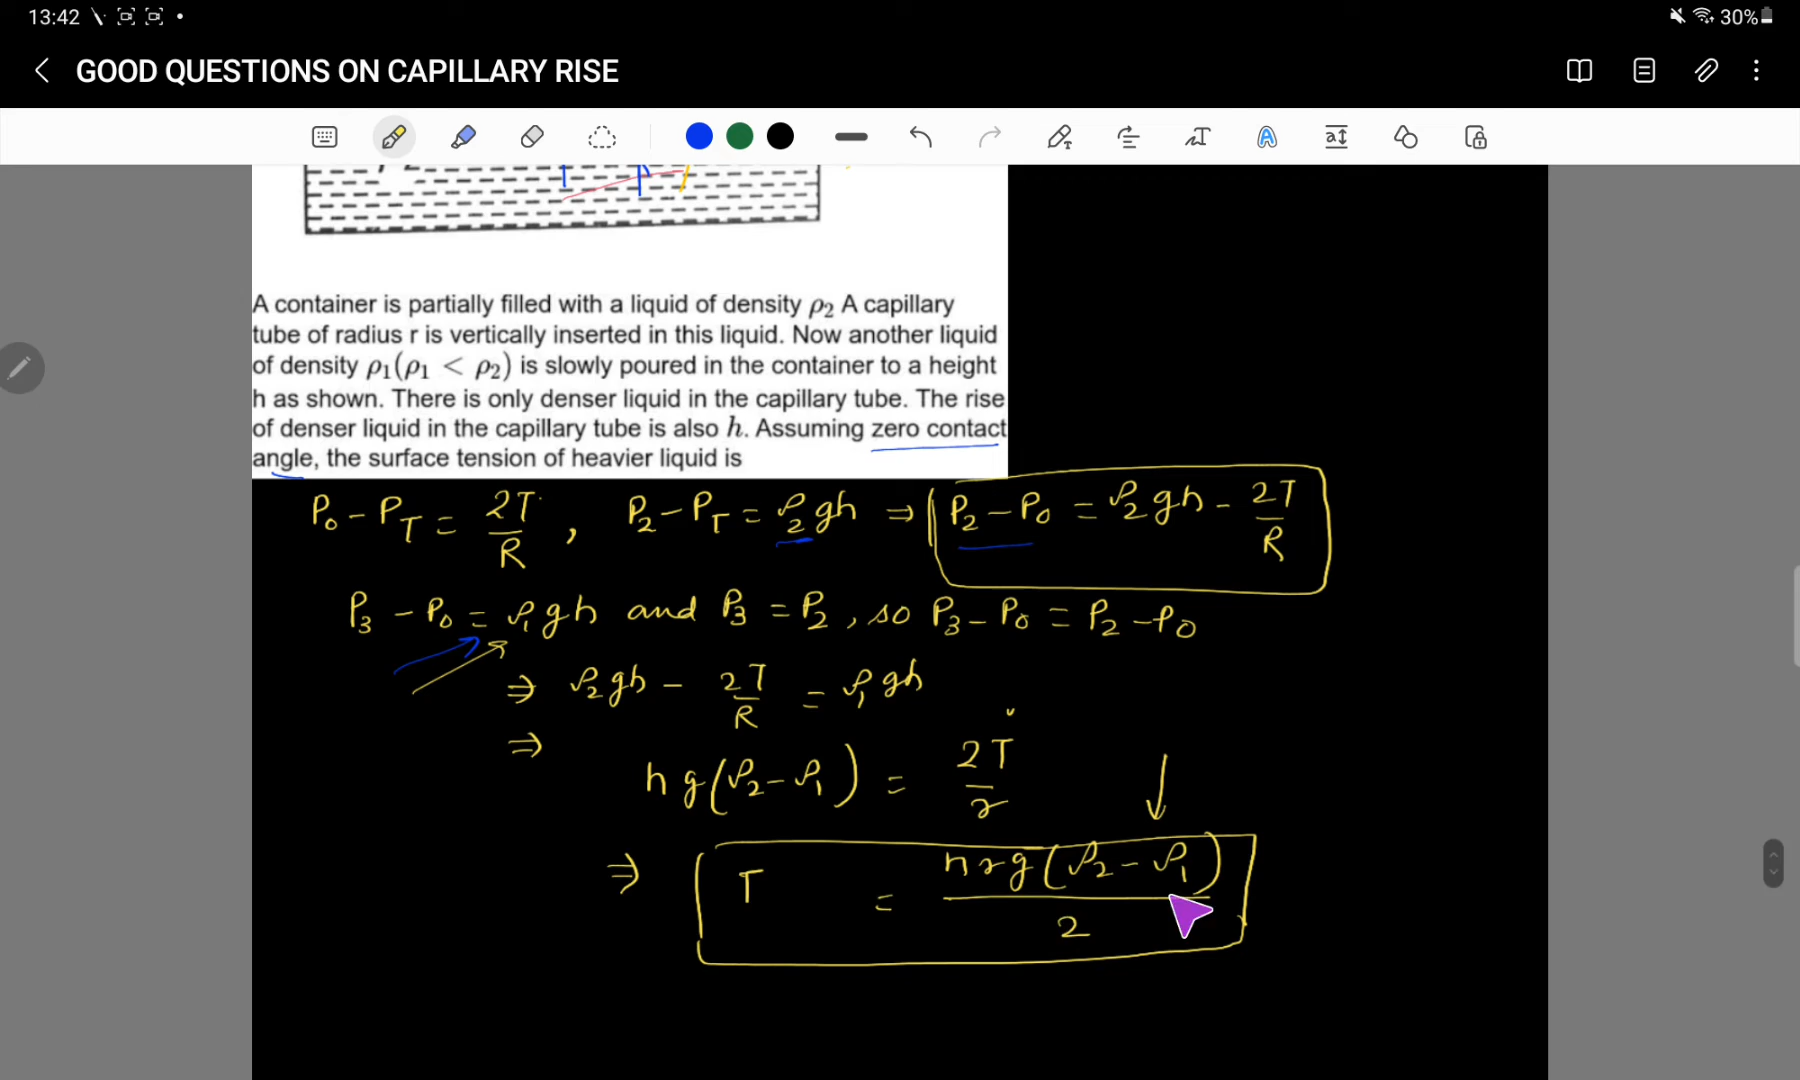 13:42
30%
GOOD QUESTIONS ON CAPILLARY RISE
A container is partially filled with a liquid of density ρ₂ A capillary
tube of radius r is vertically inserted in this liquid. Now another liquid
of density ρ₁(ρ₁ < ρ₂) is slowly poured in the container to a height
h as shown. There is only denser liquid in the capillary tube. The rise
of denser liquid in the capillary tube is also h. Assuming zero contact
angle, the surface tension of heavier liquid is
P₀ - P_T = 2T/R , P₂ - P_T = ρ₂gh ⇒ P₂ - P₀ = ρ₂gh - 2T/R
P₃ - P₀ = ρ₁gh and P₃ = P₂, so P₃ - P₀ = P₂ - P₀
⇒ ρ₂gh - 2T/R = ρ₁gh
⇒
hg(ρ₂ - ρ₁) = 2T/r
⇒ T = hrg(ρ₂ - ρ₁)/2